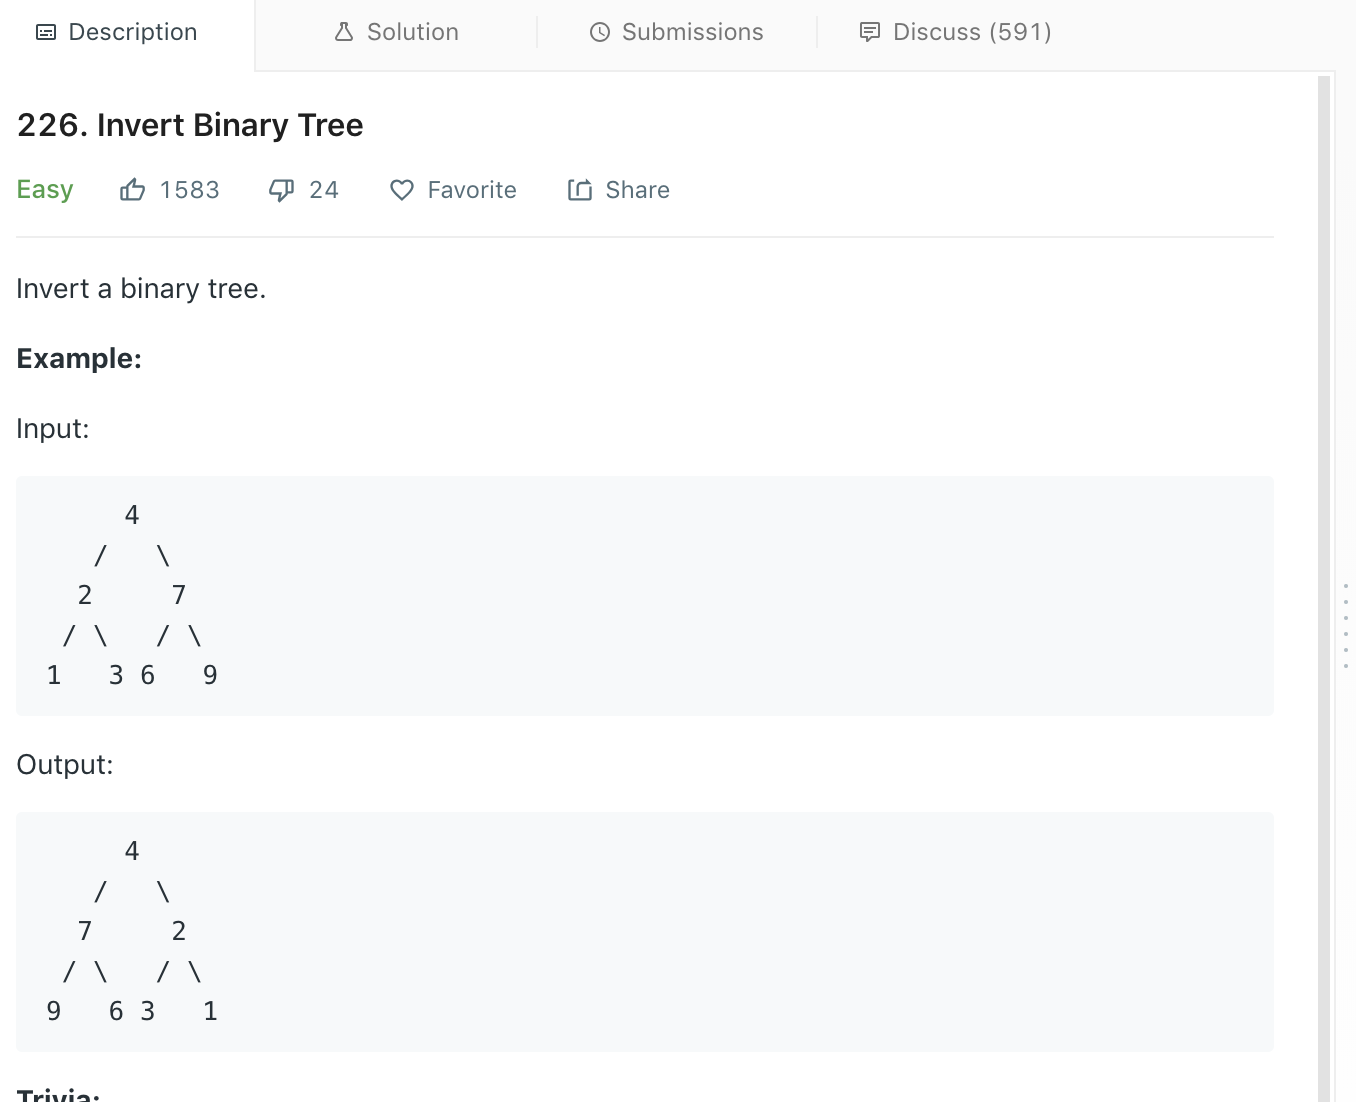 Description Solution Submissions Discuss (591)
226. Invert Binary Tree
Easy 1583 24 Favorite Share
Invert a binary tree.
Example:
Input:
4
/ \
2 7
/ \ / \
1 3 6 9
Output:
4
/ \
7 2
/ \ / \
9 6 3 1
Trivia: